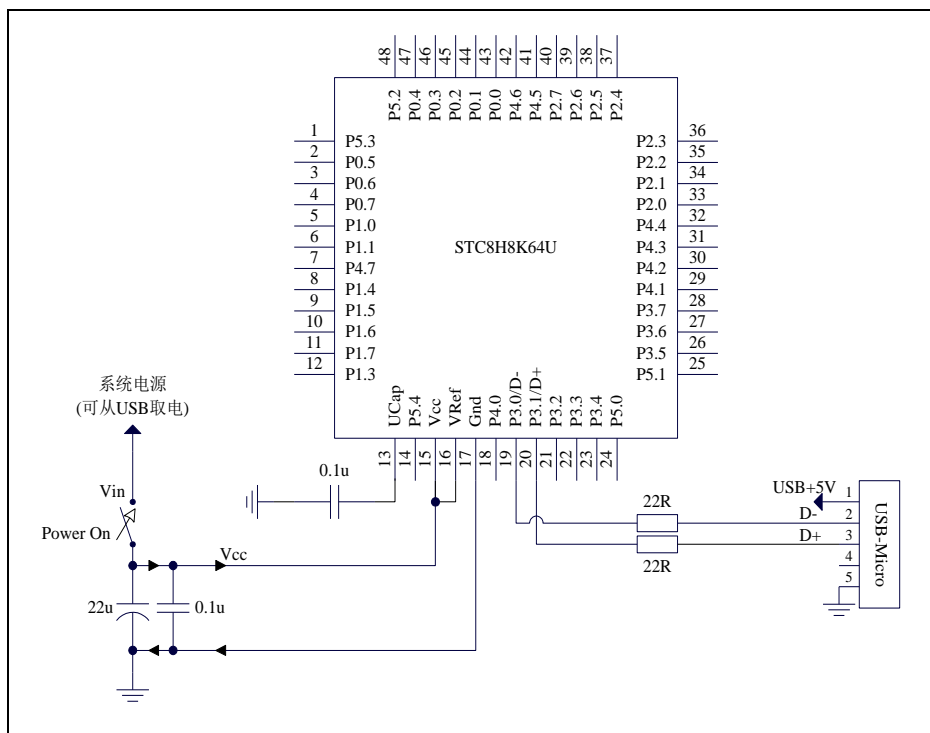 48 47 46 45 44 43 42 41 40 39 38 37
P5.2 P0.4 P0.3 P0.2 P0.1 P0.0 P4.6 P4.5 P2.7 P2.6 P2.5 P2.4
1 P5.3
2 P0.5
3 P0.6
4 P0.7
5 P1.0
6 P1.1
7 P4.7
8 P1.4
9 P1.5
10 P1.6
11 P1.7
12 P1.3
STC8H8K64U
P2.3 36
P2.2 35
P2.1 34
P2.0 33
P4.4 32
P4.3 31
P4.2 30
P4.1 29
P3.7 28
P3.6 27
P3.5 26
P5.1 25
UCap P5.4 Vcc VRef Gnd P4.0 P3.0/D- P3.1/D+ P3.2 P3.3 P3.4 P5.0
13 14 15 16 17 18 19 20 21 22 23 24
系统电源
(可从USB取电)
Vin
Power On
Vcc
22u
0.1u
0.1u
22R
22R
USB+5V
D-
D+
1
2
3
4
5
USB-Micro